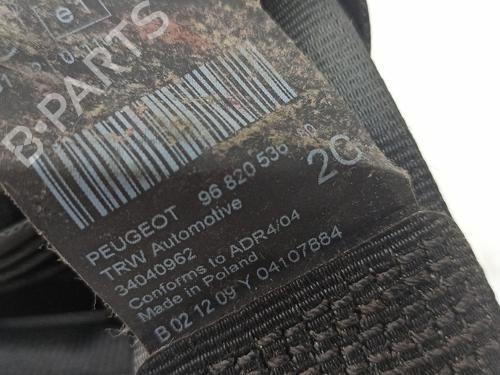 e1
B-PARTS
PEUGEOT 96 820 536
2C
TRW Automotive
34040962
Conforms to ADR4/04
Made in Poland
B 02 12 09 Y 04107884